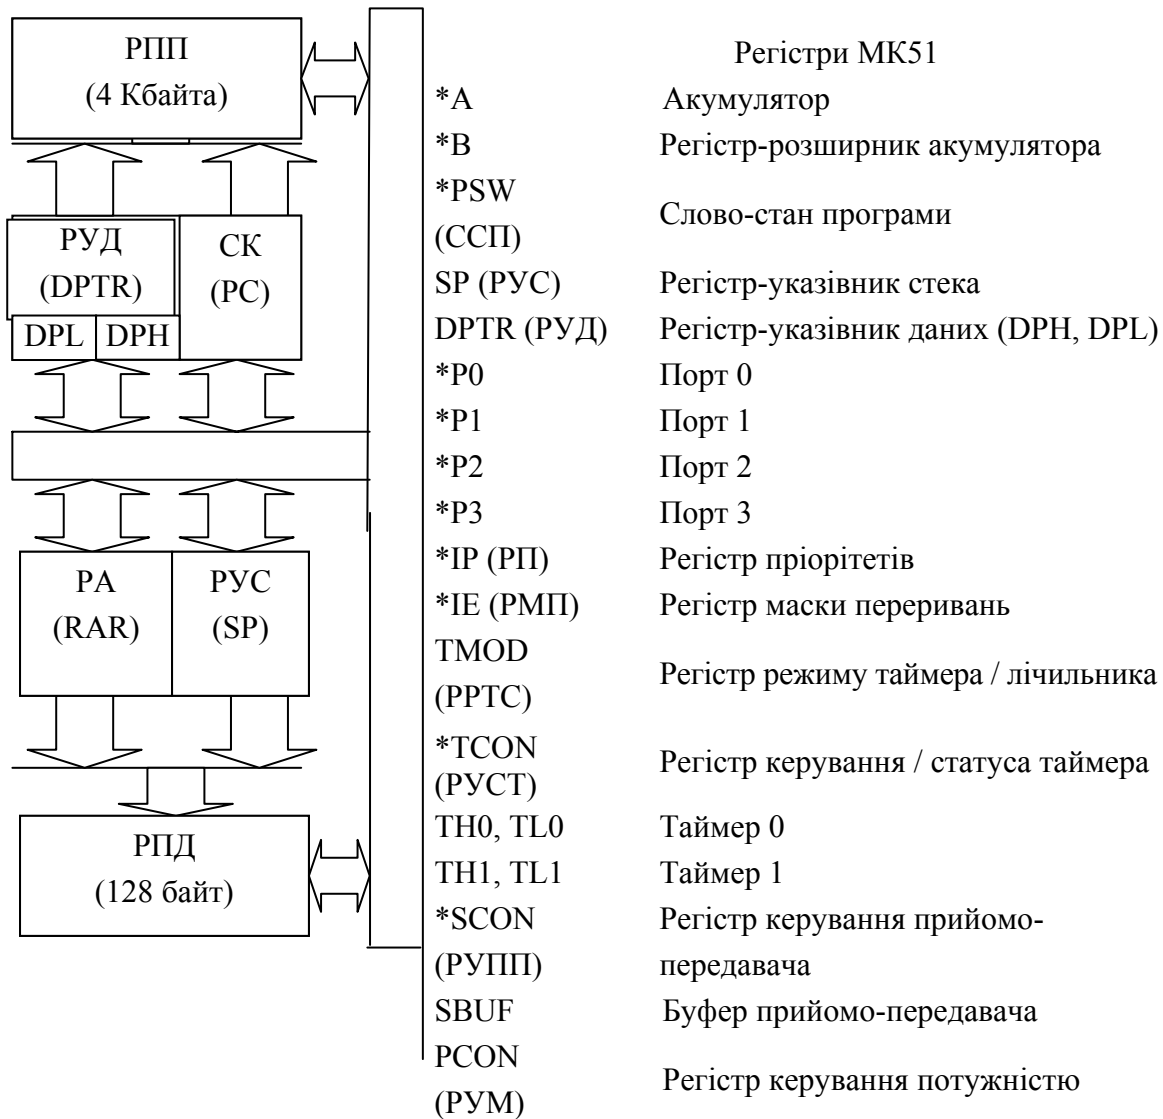 РПП
(4 Кбайта)
РУД
(DPTR)
DPL
DPH
СК
(PC)
РА
(RAR)
РУС
(SP)
РПД
(128 байт)
Регістри МК51
*A Акумулятор
*B Регістр-розширник акумулятора
*PSW
(ССП)
Слово-стан програми
SP (РУС) Регістр-указівник стека
DPTR (РУД) Регістр-указівник даних (DPH, DPL)
*P0 Порт 0
*P1 Порт 1
*P2 Порт 2
*P3 Порт 3
*IP (РП) Регістр пріорітетів
*IE (РМП) Регістр маски переривань
TMOD
(РРТС)
Регістр режиму таймера / лічильника
*TCON
(РУСТ)
Регістр керування / статуса таймера
TH0, TL0 Таймер 0
TH1, TL1 Таймер 1
*SCON Регістр керування прийомо-
(РУПП) передавача
SBUF Буфер прийомо-передавача
PCON
(РУМ)
Регістр керування потужністю